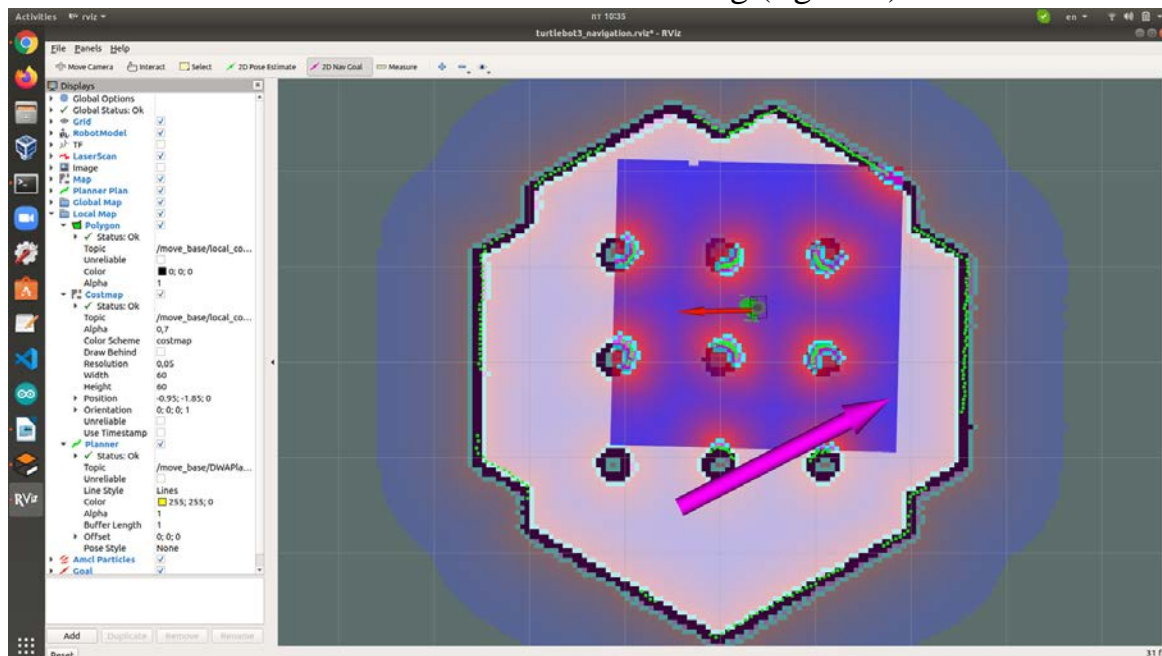 Activities rviz
пт 10:35
en
turtlebot3_navigation.rviz* - RViz
File Panels Help
Move Camera Interact Select 2D Pose Estimate 2D Nav Goal Measure
Displays
Global Options
Global Status: Ok
Grid
RobotModel
TF
LaserScan
Image
Map
Planner Plan
Global Map
Local Map
Polygon
Status: Ok
Topic /move_base/local_co...
Unreliable
Color 0; 0; 0
Alpha 1
Costmap
Status: Ok
Topic /move_base/local_co...
Alpha 0,7
Color Scheme costmap
Draw Behind
Resolution 0,05
Width 60
Height 60
Position -0.95; -1.85; 0
Orientation 0; 0; 0; 1
Unreliable
Use Timestamp
Planner
Status: Ok
Topic /move_base/DWAPla...
Unreliable
Line Style Lines
Color 255; 255; 0
Alpha 1
Buffer Length 1
Offset 0; 0; 0
Pose Style None
Amcl Particles
Goal
RViz
Add Duplicate Remove Rename
Reset